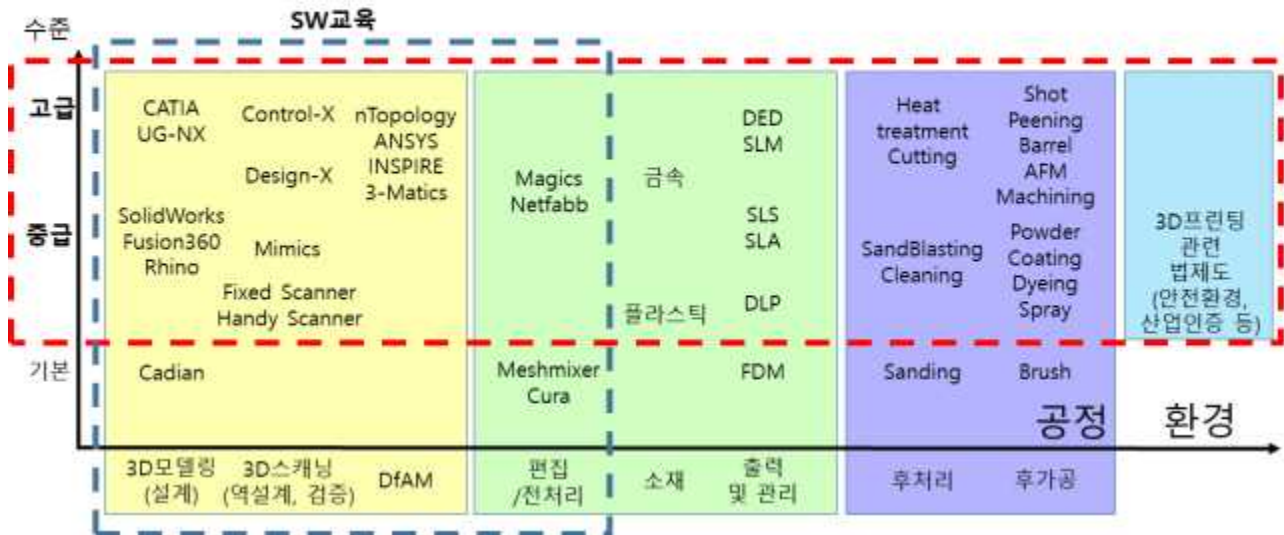 SW교육
수준
고급
중급
기본
CATIA
UG-NX
SolidWorks
Fusion360
Rhino
Cadian
3D모델링
(설계)
Control-X
Design-X
Mimics
Fixed Scanner
Handy Scanner
3D스캐닝
(역설계, 검증)
nTopology
ANSYS
INSPIRE
3-Matics
DfAM
Magics
Netfabb
Meshmixer
Cura
편집
/전처리
금속
플라스틱
소재
DED
SLM
SLS
SLA
DLP
FDM
출력
및 관리
Heat
treatment
Cutting
SandBlasting
Cleaning
Sanding
후처리
Shot
Peening
Barrel
AFM
Machining
Powder
Coating
Dyeing
Spray
Brush
후가공
3D프린팅
관련
법제도
(안전환경,
산업인증 등)
공정
환경